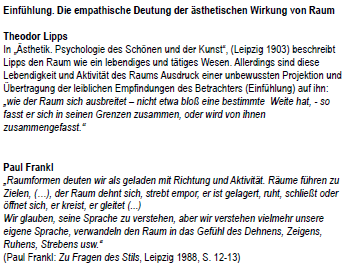 Einfühlung. Die empathische Deutung der ästhetischen Wirkung von Raum
Theodor Lipps
In „Ästhetik. Psychologie des Schönen und der Kunst“, (Leipzig 1903) beschreibt
Lipps den Raum wie ein lebendiges und tätiges Wesen. Allerdings sind diese
Lebendigkeit und Aktivität des Raums Ausdruck einer unbewussten Projektion und
Übertragung der leiblichen Empfindungen des Betrachters (Einfühlung) auf ihn:
„wie der Raum sich ausbreitet – nicht etwa bloß eine bestimmte Weite hat, - so
fasst er sich in seinen Grenzen zusammen, oder wird von ihnen
zusammengefasst.“
Paul Frankl
„Raumformen deuten wir als geladen mit Richtung und Aktivität. Räume führen zu
Zielen, (…), der Raum dehnt sich, strebt empor, er ist gelagert, ruht, schließt oder
öffnet sich, er kreist, er gleitet (...)
Wir glauben, seine Sprache zu verstehen, aber wir verstehen vielmehr unsere
eigene Sprache, verwandeln den Raum in das Gefühl des Dehnens, Zeigens,
Ruhens, Strebens usw.“
(Paul Frankl: Zu Fragen des Stils, Leipzig 1988, S. 12-13)